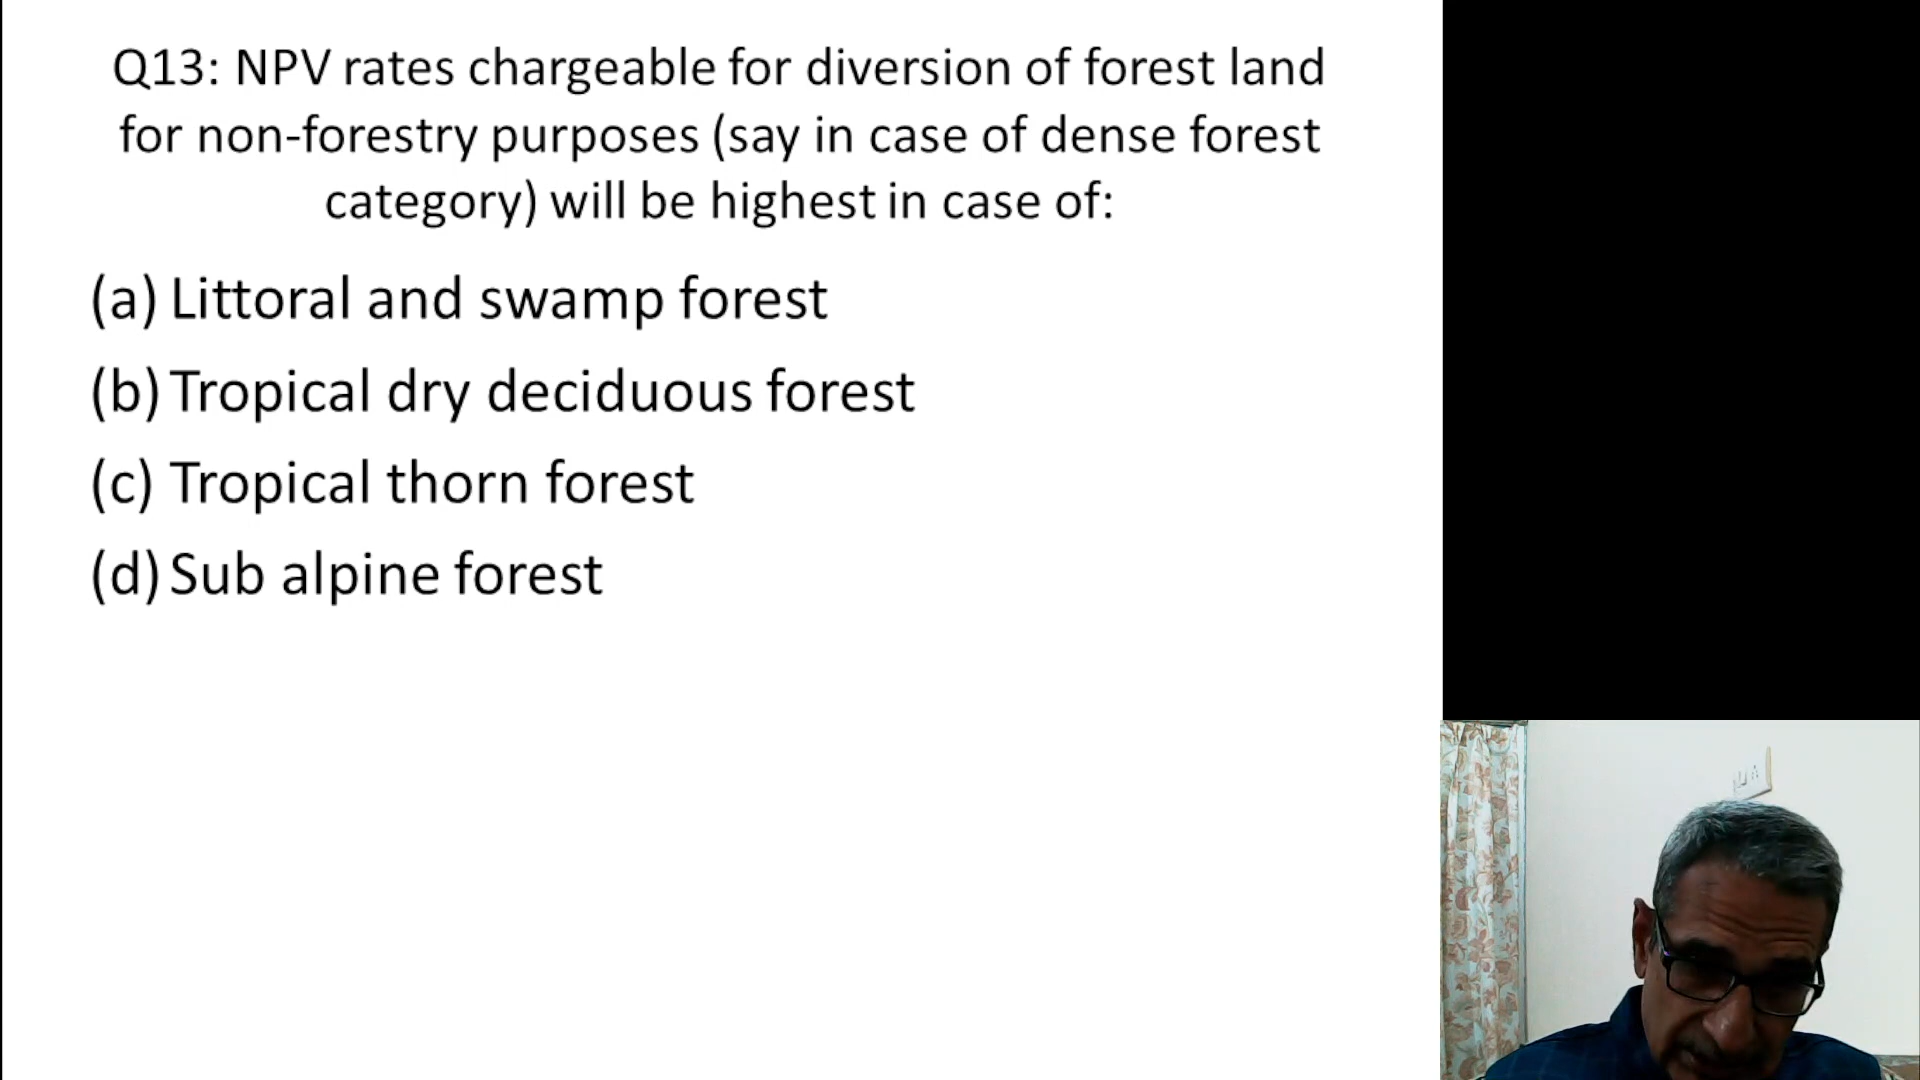 Q13: NPV rates chargeable for diversion of forest land
for non-forestry purposes (say in case of dense forest
category) will be highest in case of:
(a) Littoral and swamp forest
(b) Tropical dry deciduous forest
(c) Tropical thorn forest
(d) Sub alpine forest